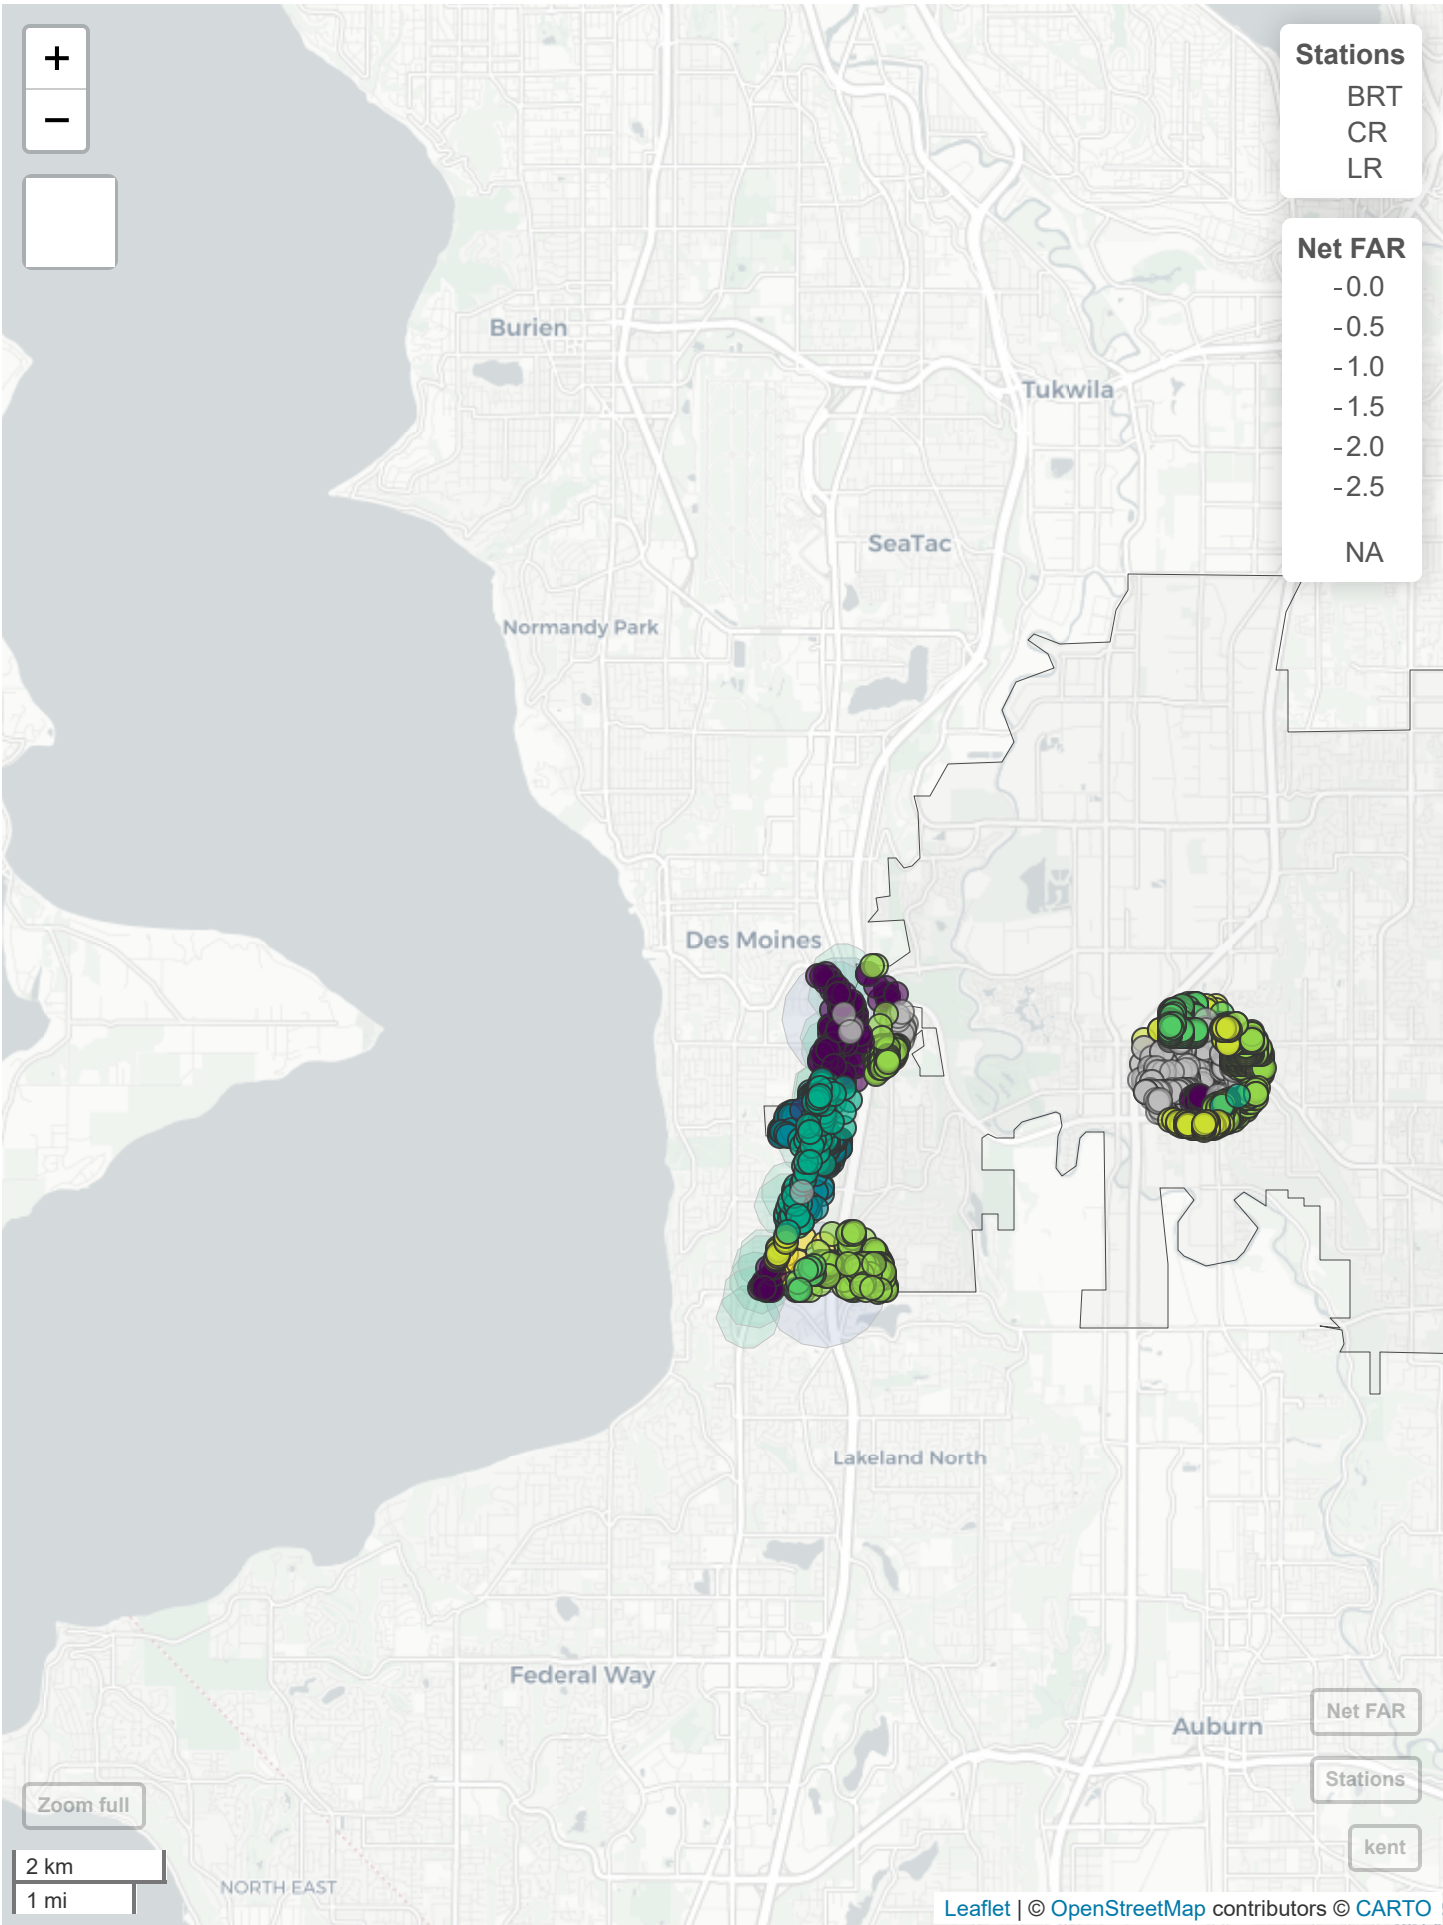 +
−
Stations
BRT
CR
LR
Net FAR
-0.0
-0.5
-1.0
-1.5
-2.0
-2.5
NA
Burien
Tukwila
SeaTac
Normandy Park
Des Moines
Lakeland North
Federal Way
Auburn
Net FAR
Stations
kent
Zoom full
2 km
1 mi
NORTH EAST
Leaflet | © OpenStreetMap contributors © CARTO